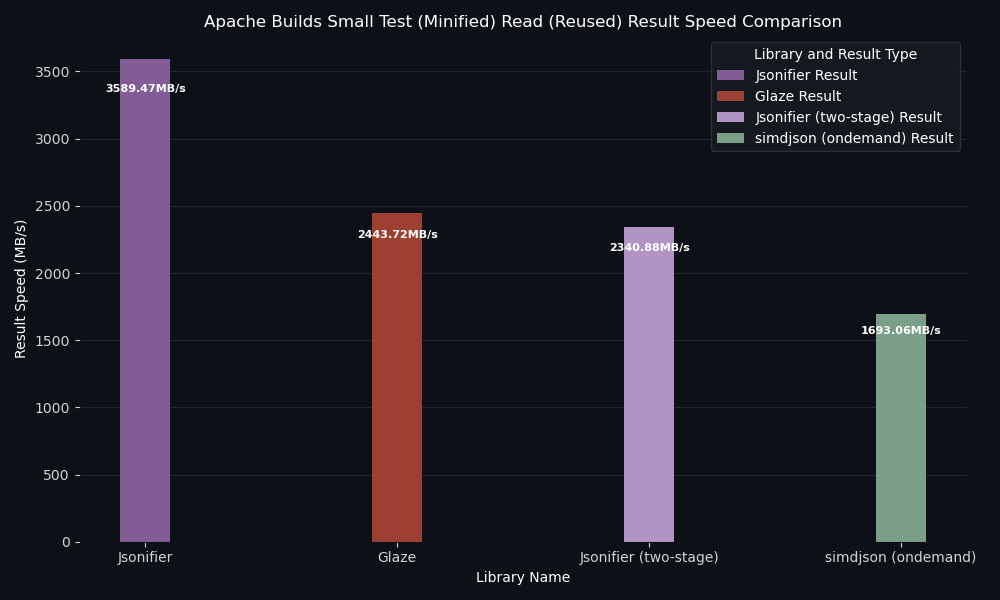 Apache Builds Small Test (Minified) Read (Reused) Result Speed Comparison
Library and Result Type
Jsonifier Result
Glaze Result
Jsonifier (two-stage) Result
simdjson (ondemand) Result
Result Speed (MB/s)
3500
3000
2500
2000
1500
1000
500
0
3589.47MB/s
2443.72MB/s
2340.88MB/s
1693.06MB/s
Jsonifier
Glaze
Jsonifier (two-stage)
simdjson (ondemand)
Library Name